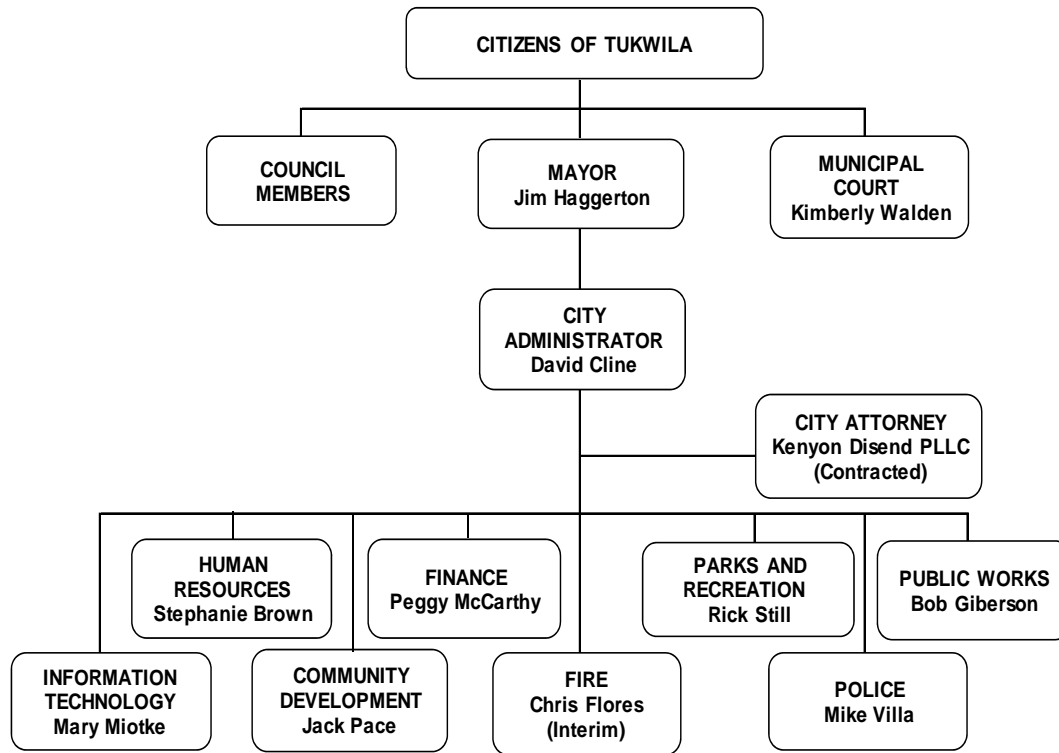 CITIZENS OF TUKWILA
COUNCIL
MEMBERS
MAYOR
Jim Haggerton
MUNICIPAL
COURT
Kimberly Walden
CITY
ADMINISTRATOR
David Cline
CITY ATTORNEY
Kenyon Disend PLLC
(Contracted)
HUMAN
RESOURCES
Stephanie Brown
FINANCE
Peggy McCarthy
PARKS AND
RECREATION
Rick Still
PUBLIC WORKS
Bob Giberson
INFORMATION
TECHNOLOGY
Mary Miotke
COMMUNITY
DEVELOPMENT
Jack Pace
FIRE
Chris Flores
(Interim)
POLICE
Mike Villa